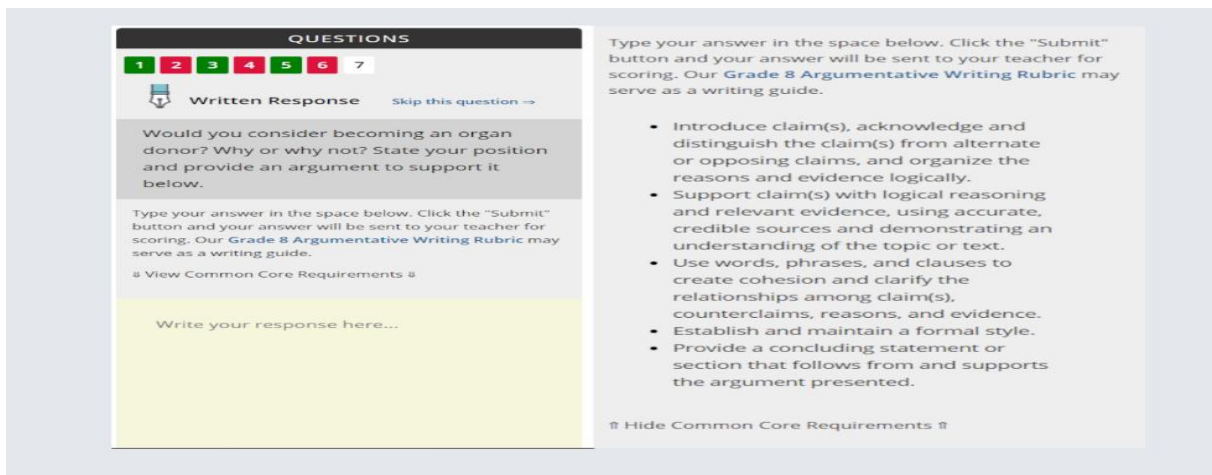 QUESTIONS
1 2 3 4 5 6 7
Written Response Skip this question →
Would you consider becoming an organ
donor? Why or why not? State your position
and provide an argument to support it
below.
Type your answer in the space below. Click the "Submit"
button and your answer will be sent to your teacher for
scoring. Our Grade 8 Argumentative Writing Rubric may
serve as a writing guide.
⇓ View Common Core Requirements ⇓
Write your response here...
Type your answer in the space below. Click the "Submit"
button and your answer will be sent to your teacher for
scoring. Our Grade 8 Argumentative Writing Rubric may
serve as a writing guide.
• Introduce claim(s), acknowledge and
distinguish the claim(s) from alternate
or opposing claims, and organize the
reasons and evidence logically.
• Support claim(s) with logical reasoning
and relevant evidence, using accurate,
credible sources and demonstrating an
understanding of the topic or text.
• Use words, phrases, and clauses to
create cohesion and clarify the
relationships among claim(s),
counterclaims, reasons, and evidence.
• Establish and maintain a formal style.
• Provide a concluding statement or
section that follows from and supports
the argument presented.
⇑ Hide Common Core Requirements ⇑